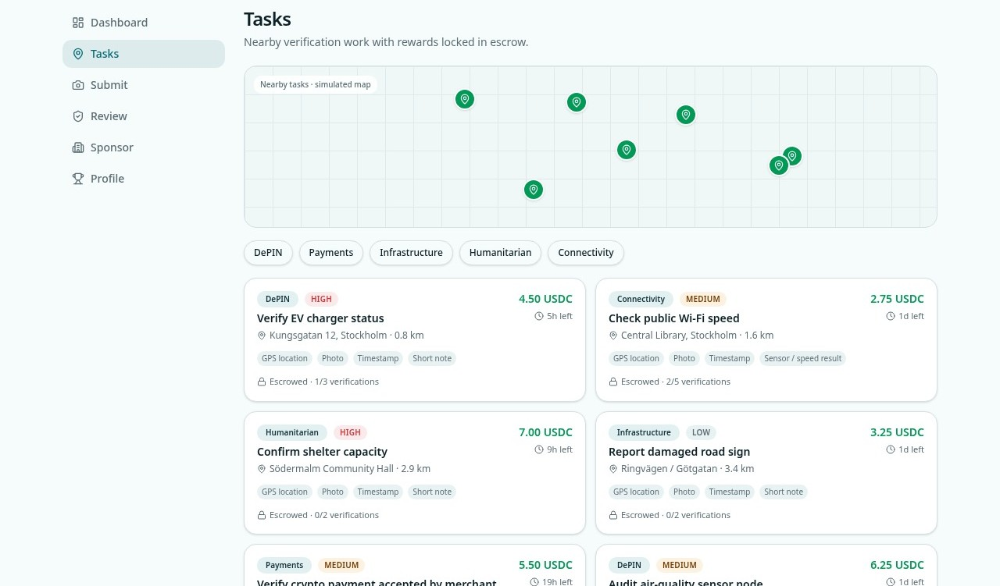 Dashboard
Tasks
Submit
Review
Sponsor
Profile
Tasks
Nearby verification work with rewards locked in escrow.
Nearby tasks · simulated map
DePIN
Payments
Infrastructure
Humanitarian
Connectivity
DePIN HIGH 4.50 USDC
Verify EV charger status 5h left
Kungsgatan 12, Stockholm · 0.8 km
GPS location Photo Timestamp Short note
Escrowed · 1/3 verifications
Connectivity MEDIUM 2.75 USDC
Check public Wi-Fi speed 1d left
Central Library, Stockholm · 1.6 km
GPS location Photo Timestamp Sensor / speed result
Escrowed · 2/5 verifications
Humanitarian HIGH 7.00 USDC
Confirm shelter capacity 9h left
Södermalm Community Hall · 2.9 km
GPS location Photo Timestamp Short note
Escrowed · 0/2 verifications
Infrastructure LOW 3.25 USDC
Report damaged road sign 1d left
Ringvägen / Götgatan · 3.4 km
GPS location Photo Timestamp Short note
Escrowed · 0/2 verifications
Payments MEDIUM 5.50 USDC
Verify crypto payment accepted by merchant 19h left
DePIN MEDIUM 6.25 USDC
Audit air-quality sensor node 1d left